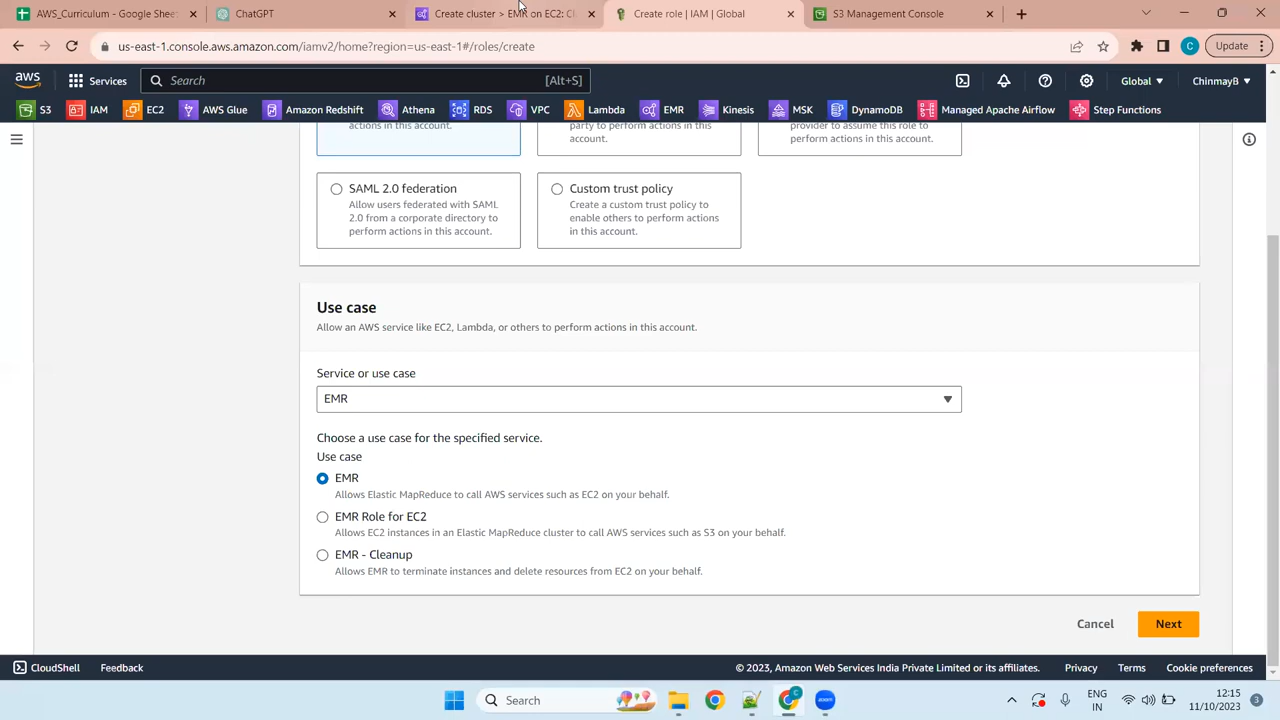 AWS_Curriculum - Google Sheet
ChatGPT
Create cluster > EMR on EC2: Cl
Create role | IAM | Global
S3 Management Console
us-east-1.console.aws.amazon.com/iamv2/home?region=us-east-1#/roles/create
C
Update
aws
Services
Search
[Alt+S]
Global
ChinmayB
S3
IAM
EC2
AWS Glue
Amazon Redshift
Athena
RDS
VPC
Lambda
EMR
Kinesis
MSK
DynamoDB
Managed Apache Airflow
Step Functions
actions in this account.
party to perform actions in this
account.
provider to assume this role to
perform actions in this account.
SAML 2.0 federation
Allow users federated with SAML
2.0 from a corporate directory to
perform actions in this account.
Custom trust policy
Create a custom trust policy to
enable others to perform actions
in this account.
Use case
Allow an AWS service like EC2, Lambda, or others to perform actions in this account.
Service or use case
EMR
Choose a use case for the specified service.
Use case
EMR
Allows Elastic MapReduce to call AWS services such as EC2 on your behalf.
EMR Role for EC2
Allows EC2 instances in an Elastic MapReduce cluster to call AWS services such as S3 on your behalf.
EMR - Cleanup
Allows EMR to terminate instances and delete resources from EC2 on your behalf.
Cancel
Next
CloudShell
Feedback
© 2023, Amazon Web Services India Private Limited or its affiliates.
Privacy
Terms
Cookie preferences
Search
C
zoom
ENG
IN
12:15
11/10/2023
3